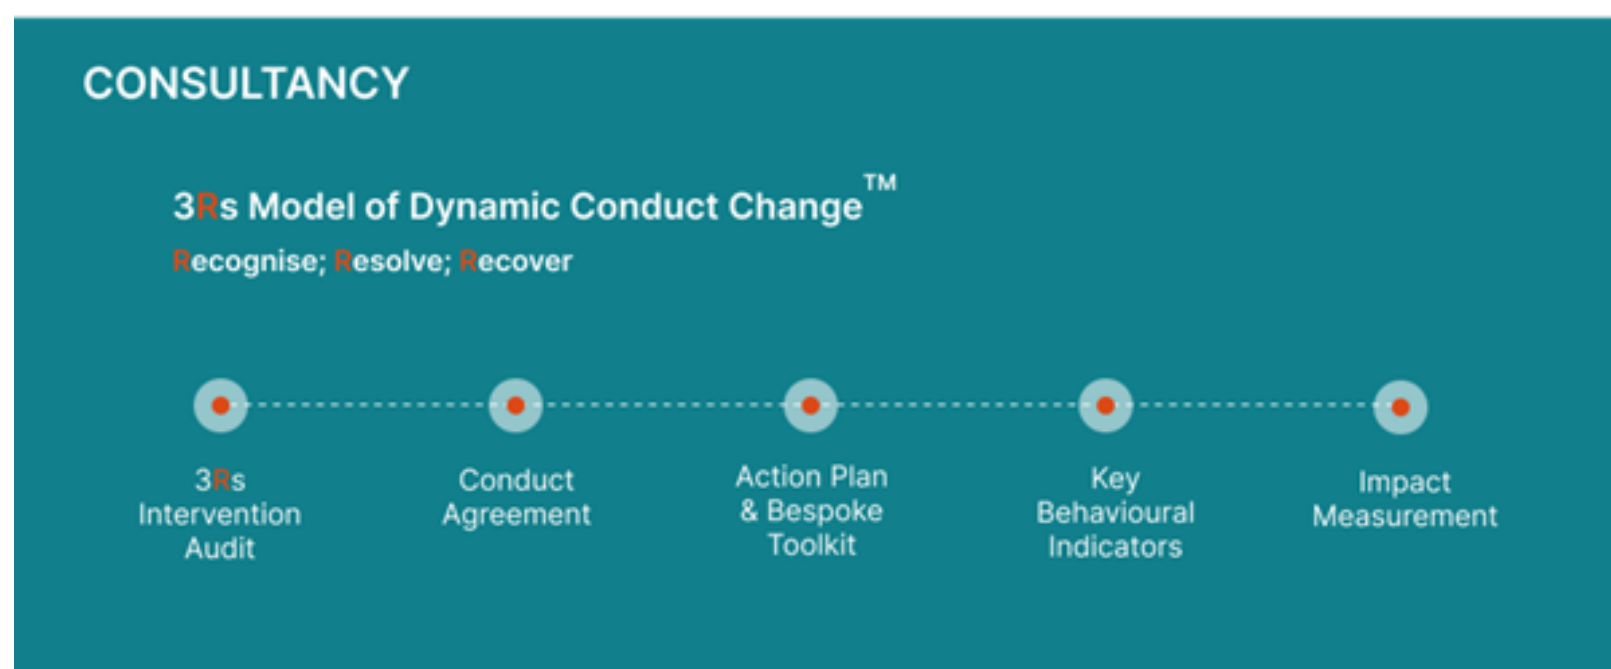 CONSULTANCY
3Rs Model of Dynamic Conduct Change™
Recognise; Resolve; Recover
3Rs
Intervention
Audit
Conduct
Agreement
Action Plan
& Bespoke
Toolkit
Key
Behavioural
Indicators
Impact
Measurement